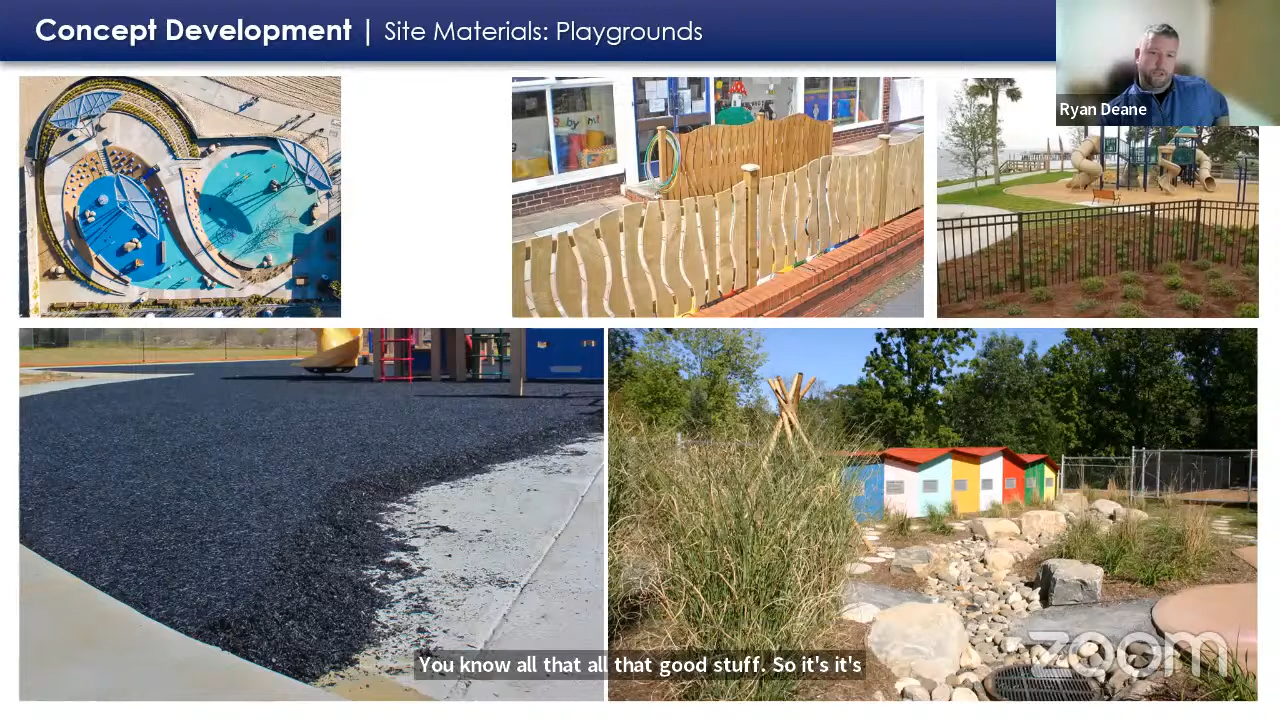 Concept Development | Site Materials: Playgrounds
Ryan Deane
You know all that all that good stuff. So it's it's
zoom